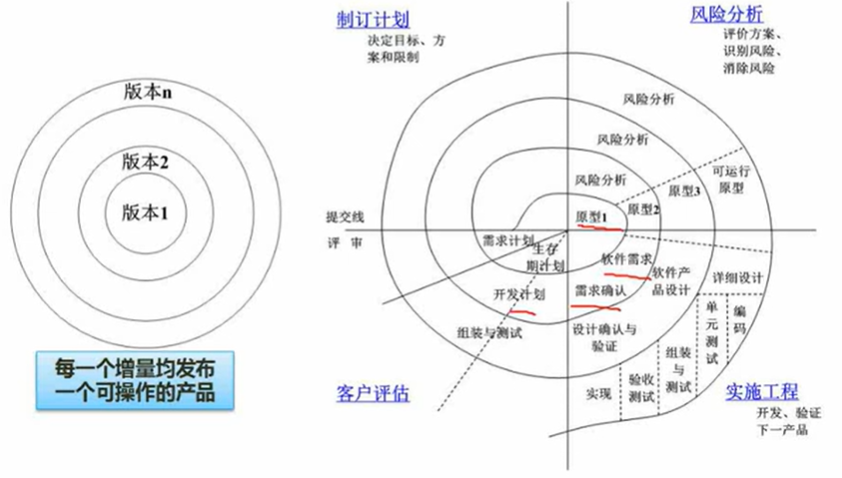 版本n
版本2
版本1
每一个增量均发布
一个可操作的产品
制订计划
决定目标、方
案和限制
风险分析
评价方案、
识别风险、
消除风险
风险分析
风险分析
风险分析
可运行
原型
原型3
原型2
原型1
提交线
评 审
需求计划
生存
期计划
软件需求
软件产
品设计
详细设计
开发计划
需求确认
组装与测试
设计确认与
验证
单
元
测
试
编
码
组装
与
测试
验收
测试
实现
客户评估
实施工程
开发、验证
下一产品